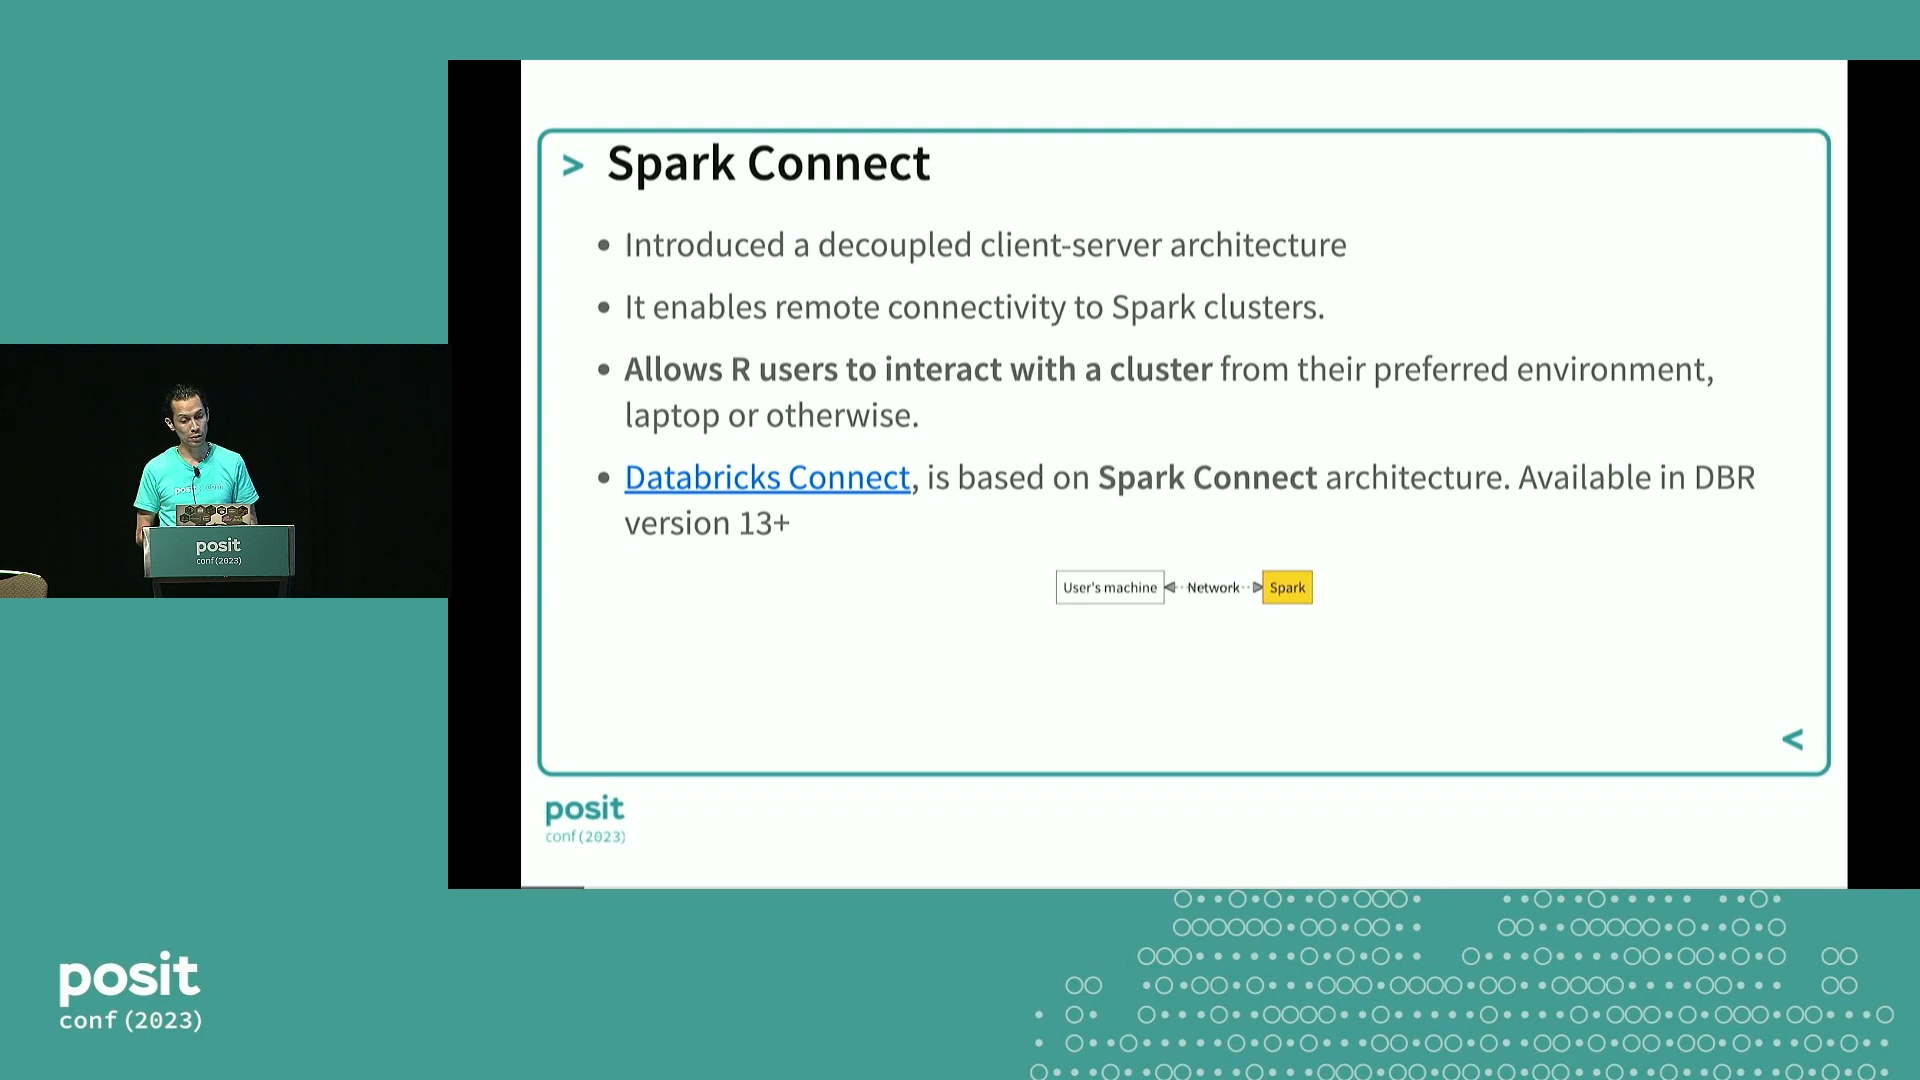 > Spark Connect
• Introduced a decoupled client-server architecture
• It enables remote connectivity to Spark clusters.
• Allows R users to interact with a cluster from their preferred environment,
laptop or otherwise.
• Databricks Connect, is based on Spark Connect architecture. Available in DBR
version 13+
User's machine
Network
Spark
<
posit
conf(2023)
posit
conf(2023)
posit
conf(2023)